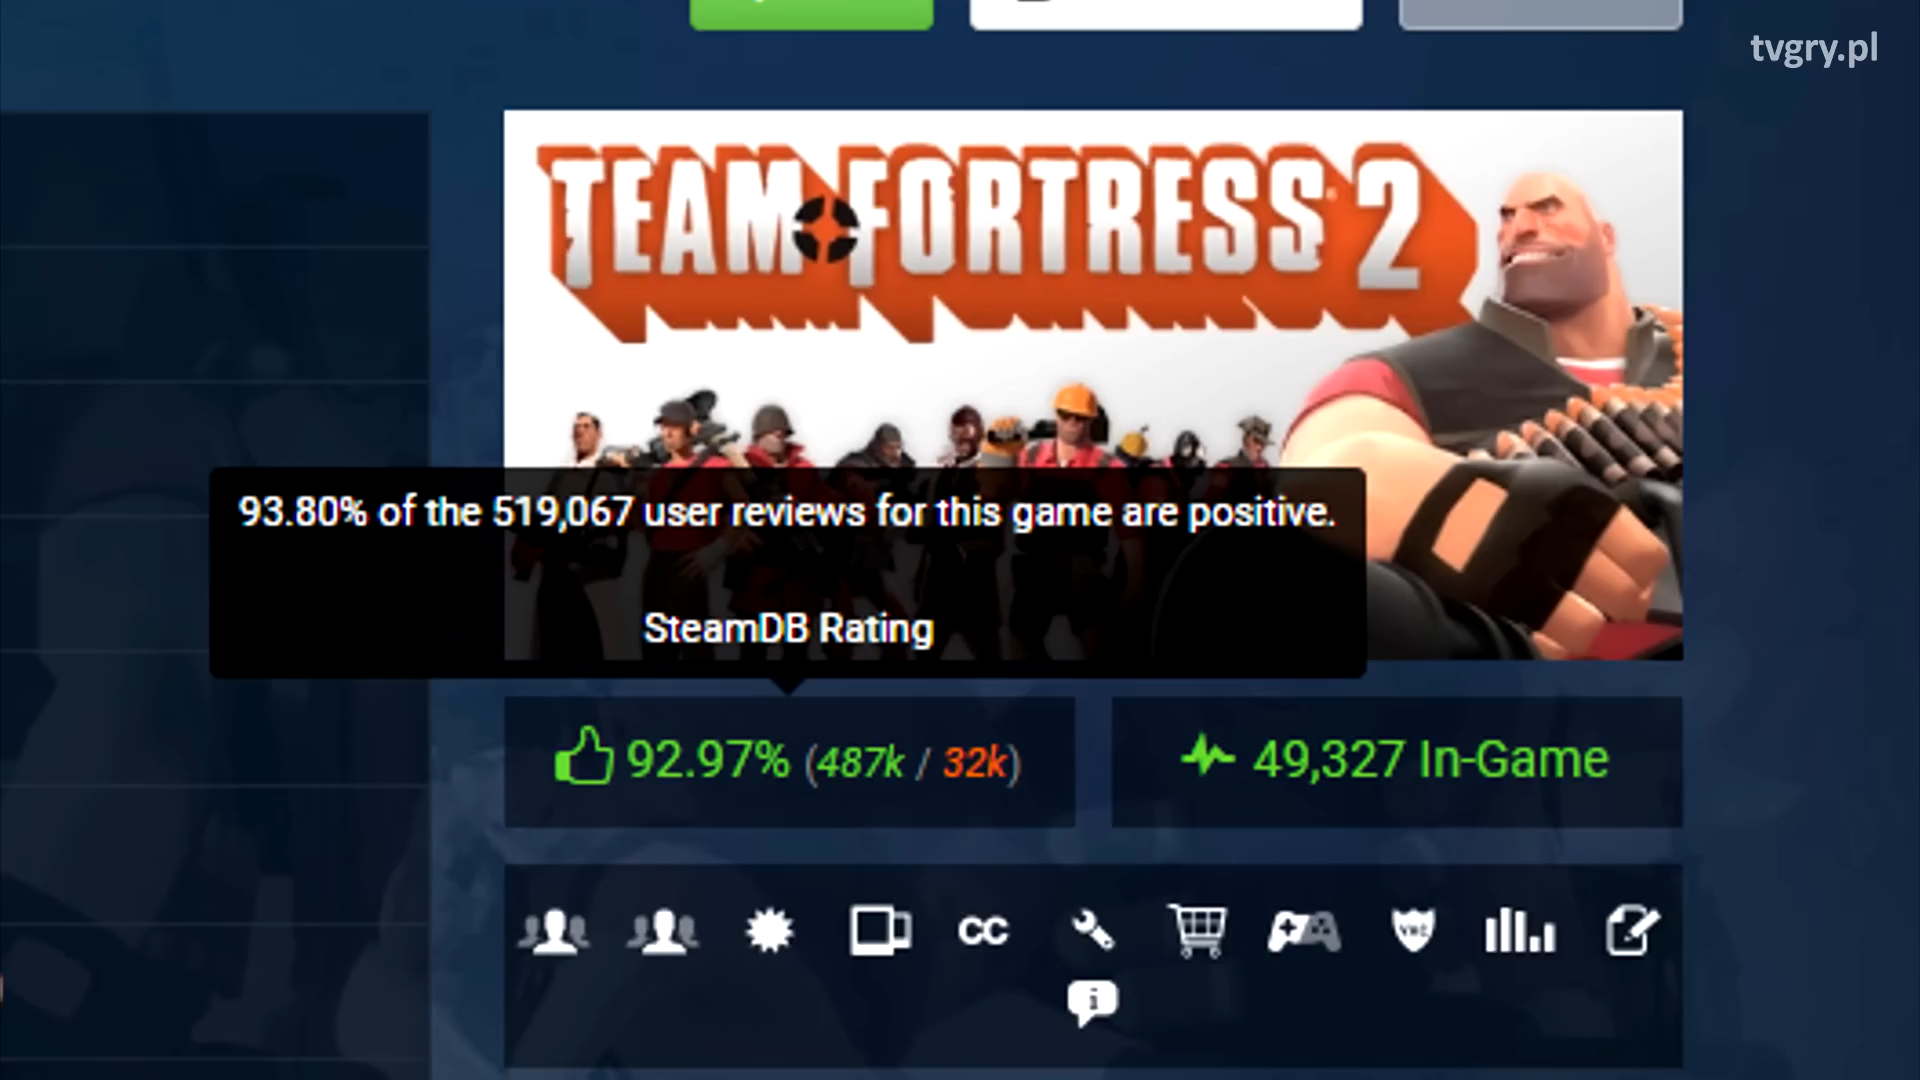 tvgry.pl
TEAM FORTRESS 2
93.80% of the 519,067 user reviews for this game are positive.
SteamDB Rating
92.97% (487k / 32k)
49,327 In-Game
CC
VAC
i